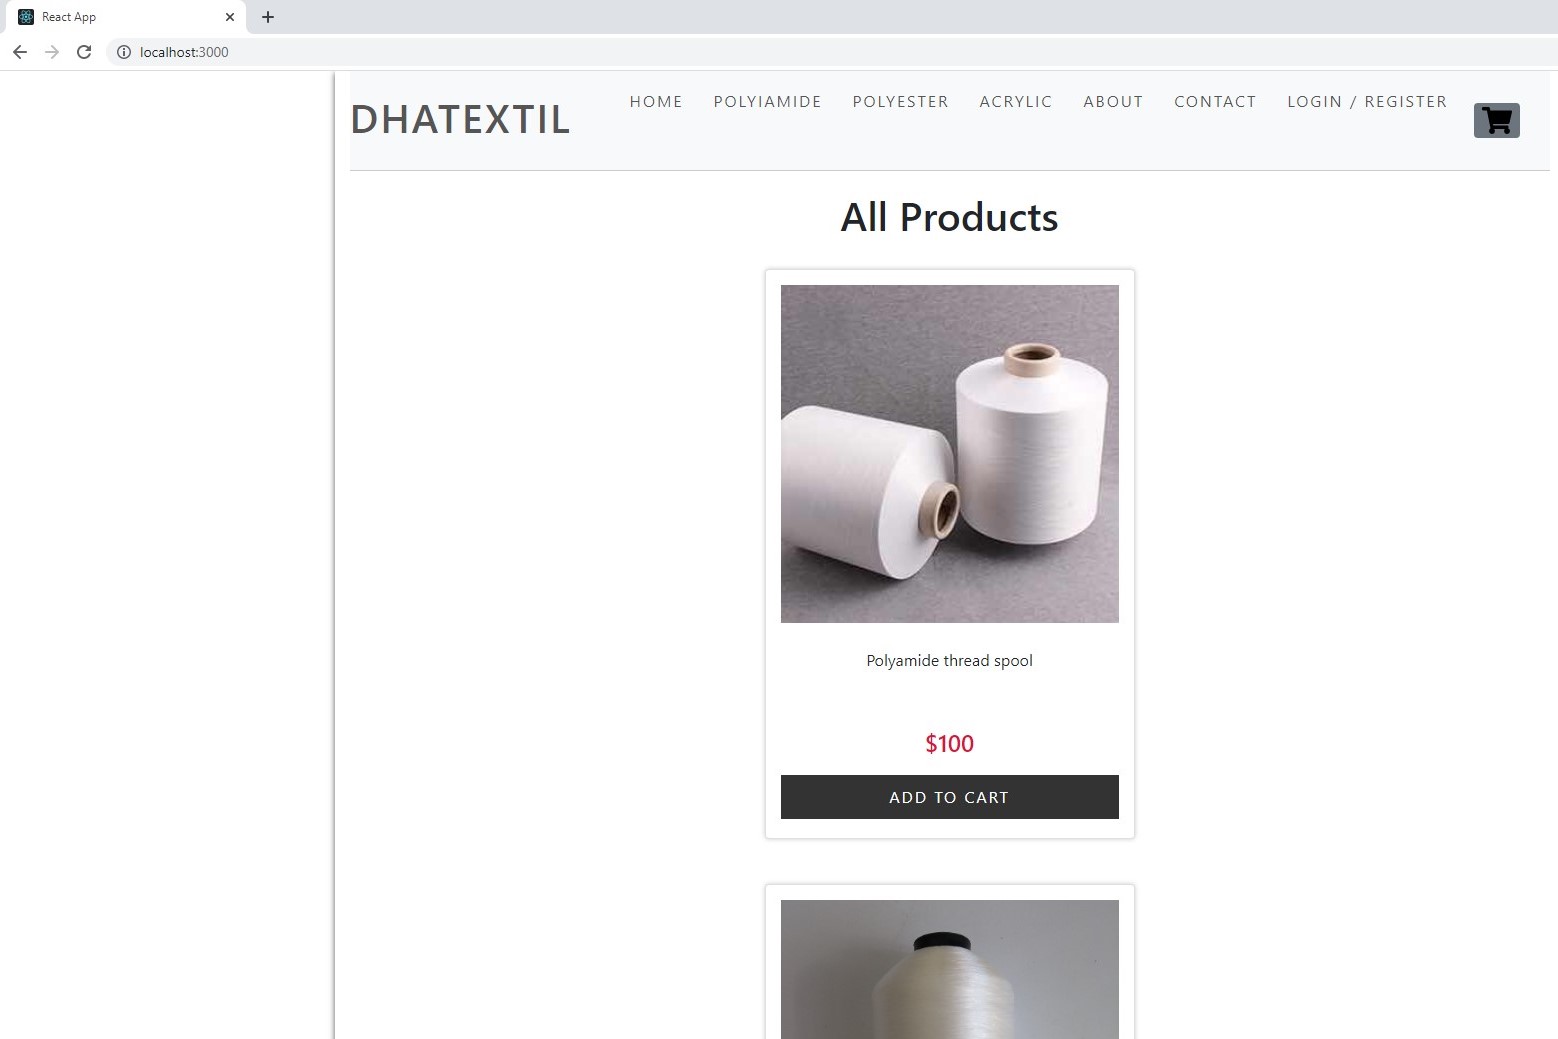 React App
localhost:3000
DHATEXTIL
HOME POLYIAMIDE POLYESTER ACRYLIC ABOUT CONTACT LOGIN / REGISTER
All Products
Polyamide thread spool
$100
ADD TO CART